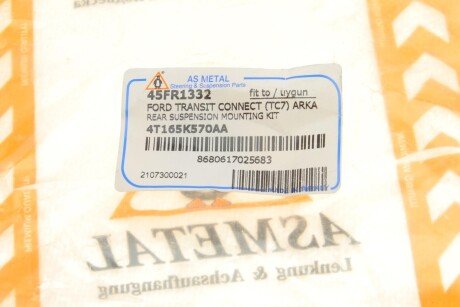 AS METAL
Steering & Suspension Parts
45FR1332 fit to / uygun
FORD TRANSIT CONNECT (TC7) ARKA
REAR SUSPENSION MOUNTING KIT
4T165K570AA
8680617025683
2107300021
ASMETAL
Lenkung & Achsaufhangung